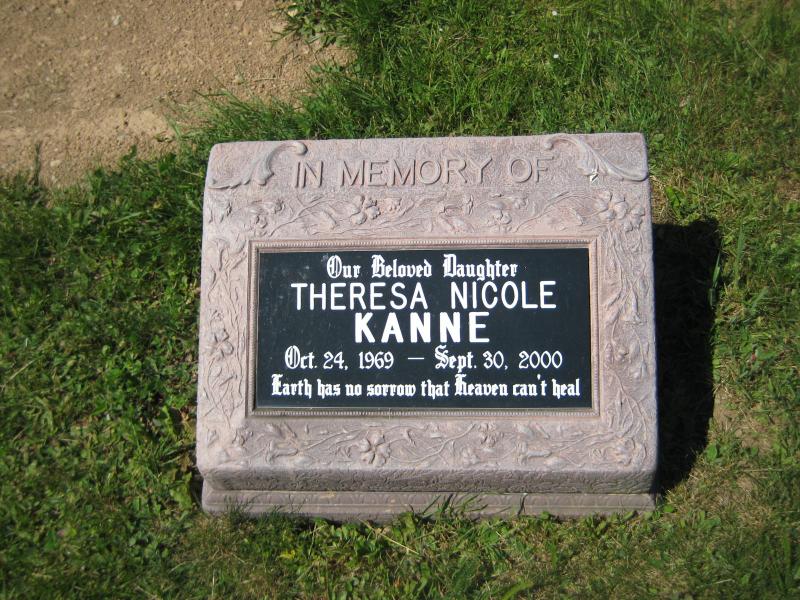 IN MEMORY OF
Our Beloved Daughter
THERESA NICOLE
KANNE
Oct. 24, 1969 — Sept. 30, 2000
Earth has no sorrow that Heaven can't heal